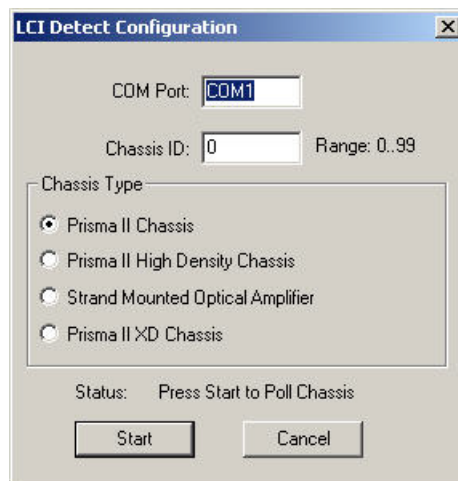 LCI Detect Configuration
COM Port: COM1
Chassis ID: 0 Range: 0..99
Chassis Type
Prisma II Chassis
Prisma II High Density Chassis
Strand Mounted Optical Amplifier
Prisma II XD Chassis
Status: Press Start to Poll Chassis
Start Cancel